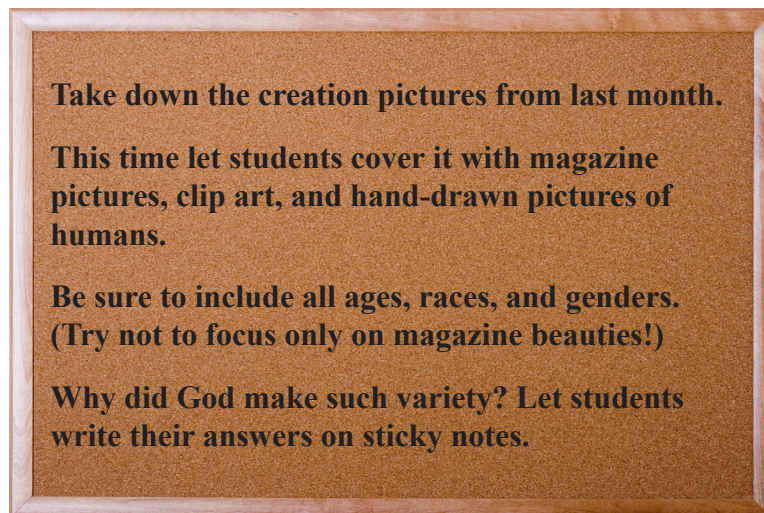 Take down the creation pictures from last month.
This time let students cover it with magazine
pictures, clip art, and hand-drawn pictures of
humans.
Be sure to include all ages, races, and genders.
(Try not to focus only on magazine beauties!)
Why did God make such variety? Let students
write their answers on sticky notes.